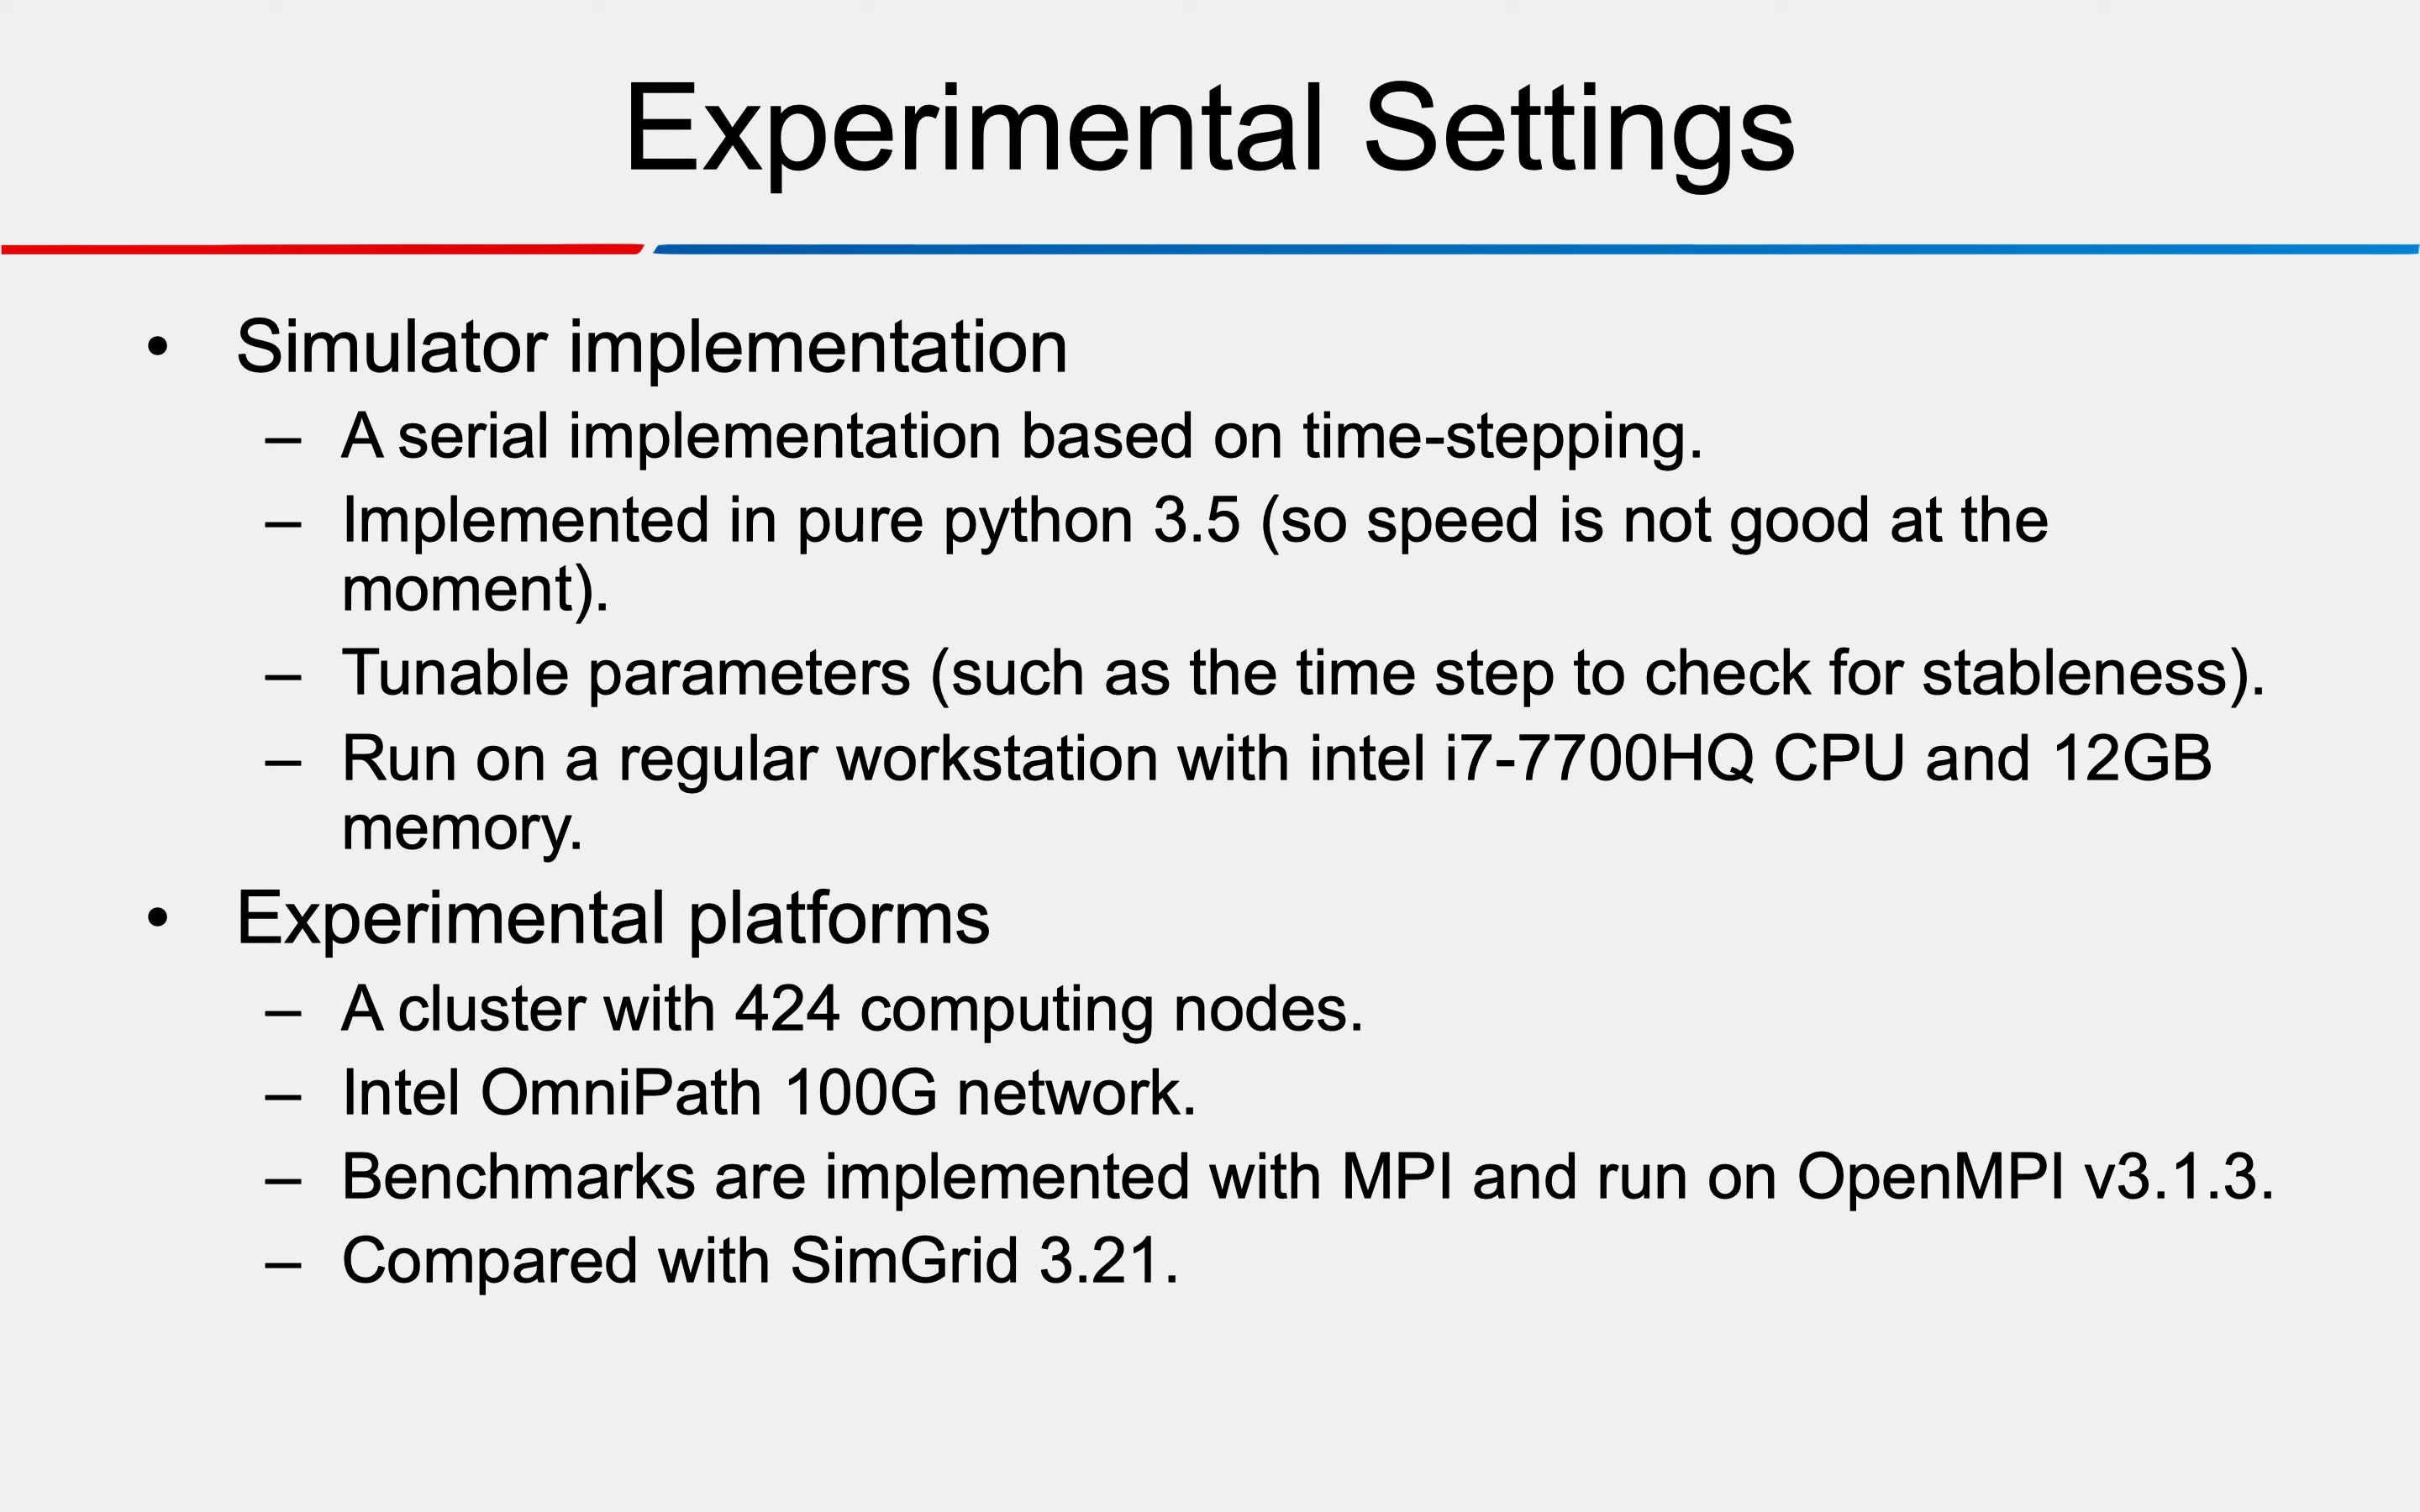 Experimental Settings
• Simulator implementation
– A serial implementation based on time-stepping.
– Implemented in pure python 3.5 (so speed is not good at the
moment).
– Tunable parameters (such as the time step to check for stableness).
– Run on a regular workstation with intel i7-7700HQ CPU and 12GB
memory.
• Experimental platforms
– A cluster with 424 computing nodes.
– Intel OmniPath 100G network.
– Benchmarks are implemented with MPI and run on OpenMPI v3.1.3.
– Compared with SimGrid 3.21.